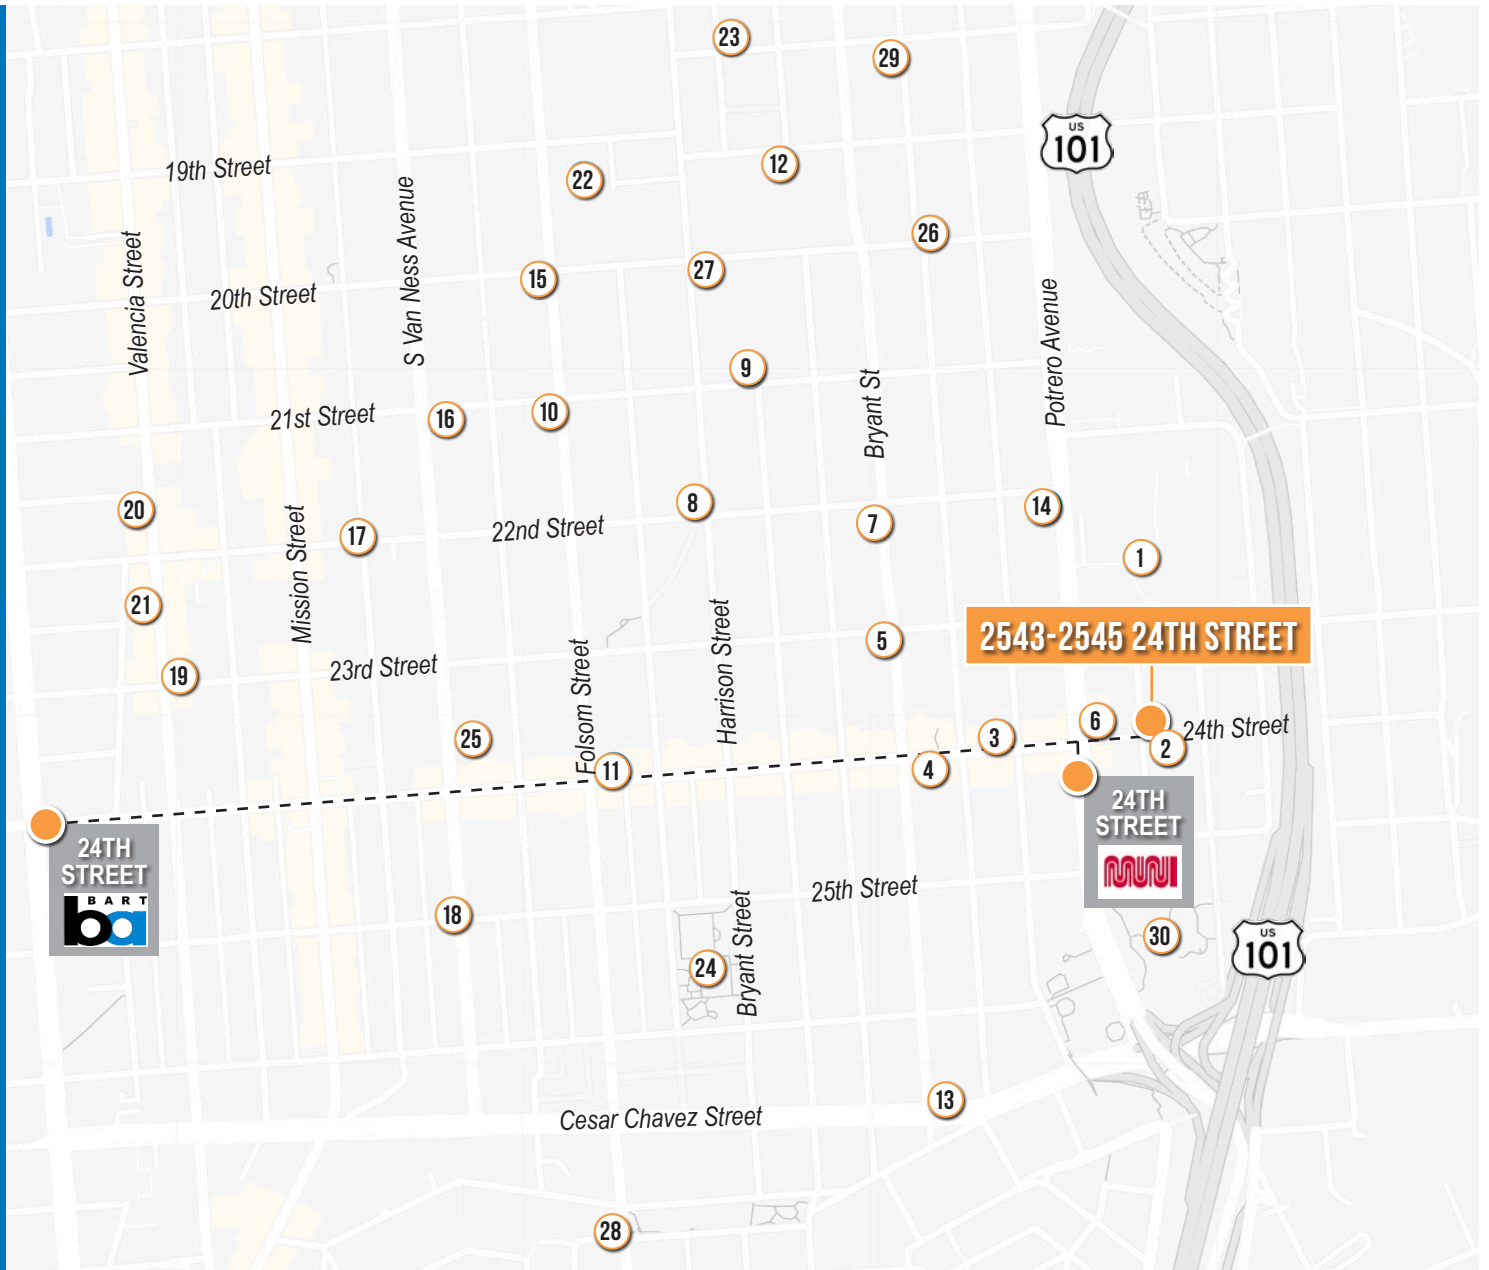 23
29
US
101
19th Street
12
22
S Van Ness Avenue
26
Valencia Street
27
15
20th Street
Potrero Avenue
9
Bryant St
10
21st Street
16
8
14
20
7
22nd Street
17
Mission Street
1
21
2543-2545 24TH STREET
5
Harrison Street
23rd Street
19
Folsom Street
6
24th Street
25
3
2
11
4
24TH
STREET
MUNI
24TH
STREET
BART
ba
25th Street
18
Bryant Street
30
US
101
24
13
Cesar Chavez Street
28